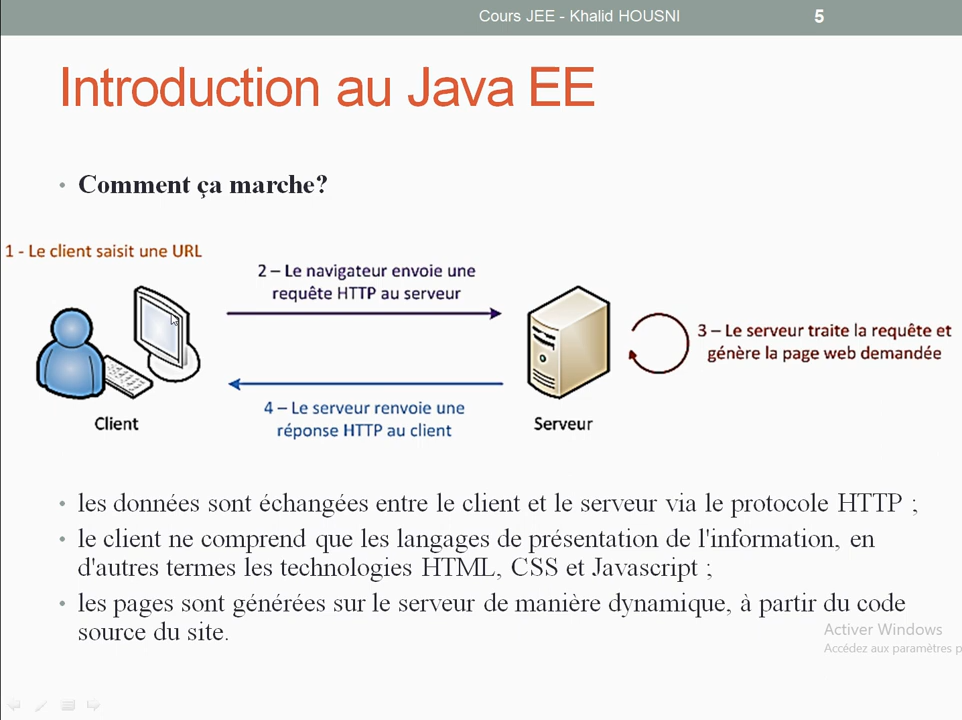 Cours JEE - Khalid HOUSNI
5
Introduction au Java EE
• Comment ça marche?
1 - Le client saisit une URL
2 – Le navigateur envoie une
requête HTTP au serveur
3 – Le serveur traite la requête et
génère la page web demandée
4 – Le serveur renvoie une
réponse HTTP au client
Client
Serveur
• les données sont échangées entre le client et le serveur via le protocole HTTP ;
• le client ne comprend que les langages de présentation de l'information, en
d'autres termes les technologies HTML, CSS et Javascript ;
• les pages sont générées sur le serveur de manière dynamique, à partir du code
source du site.
Activer Windows
Accédez aux paramètres p